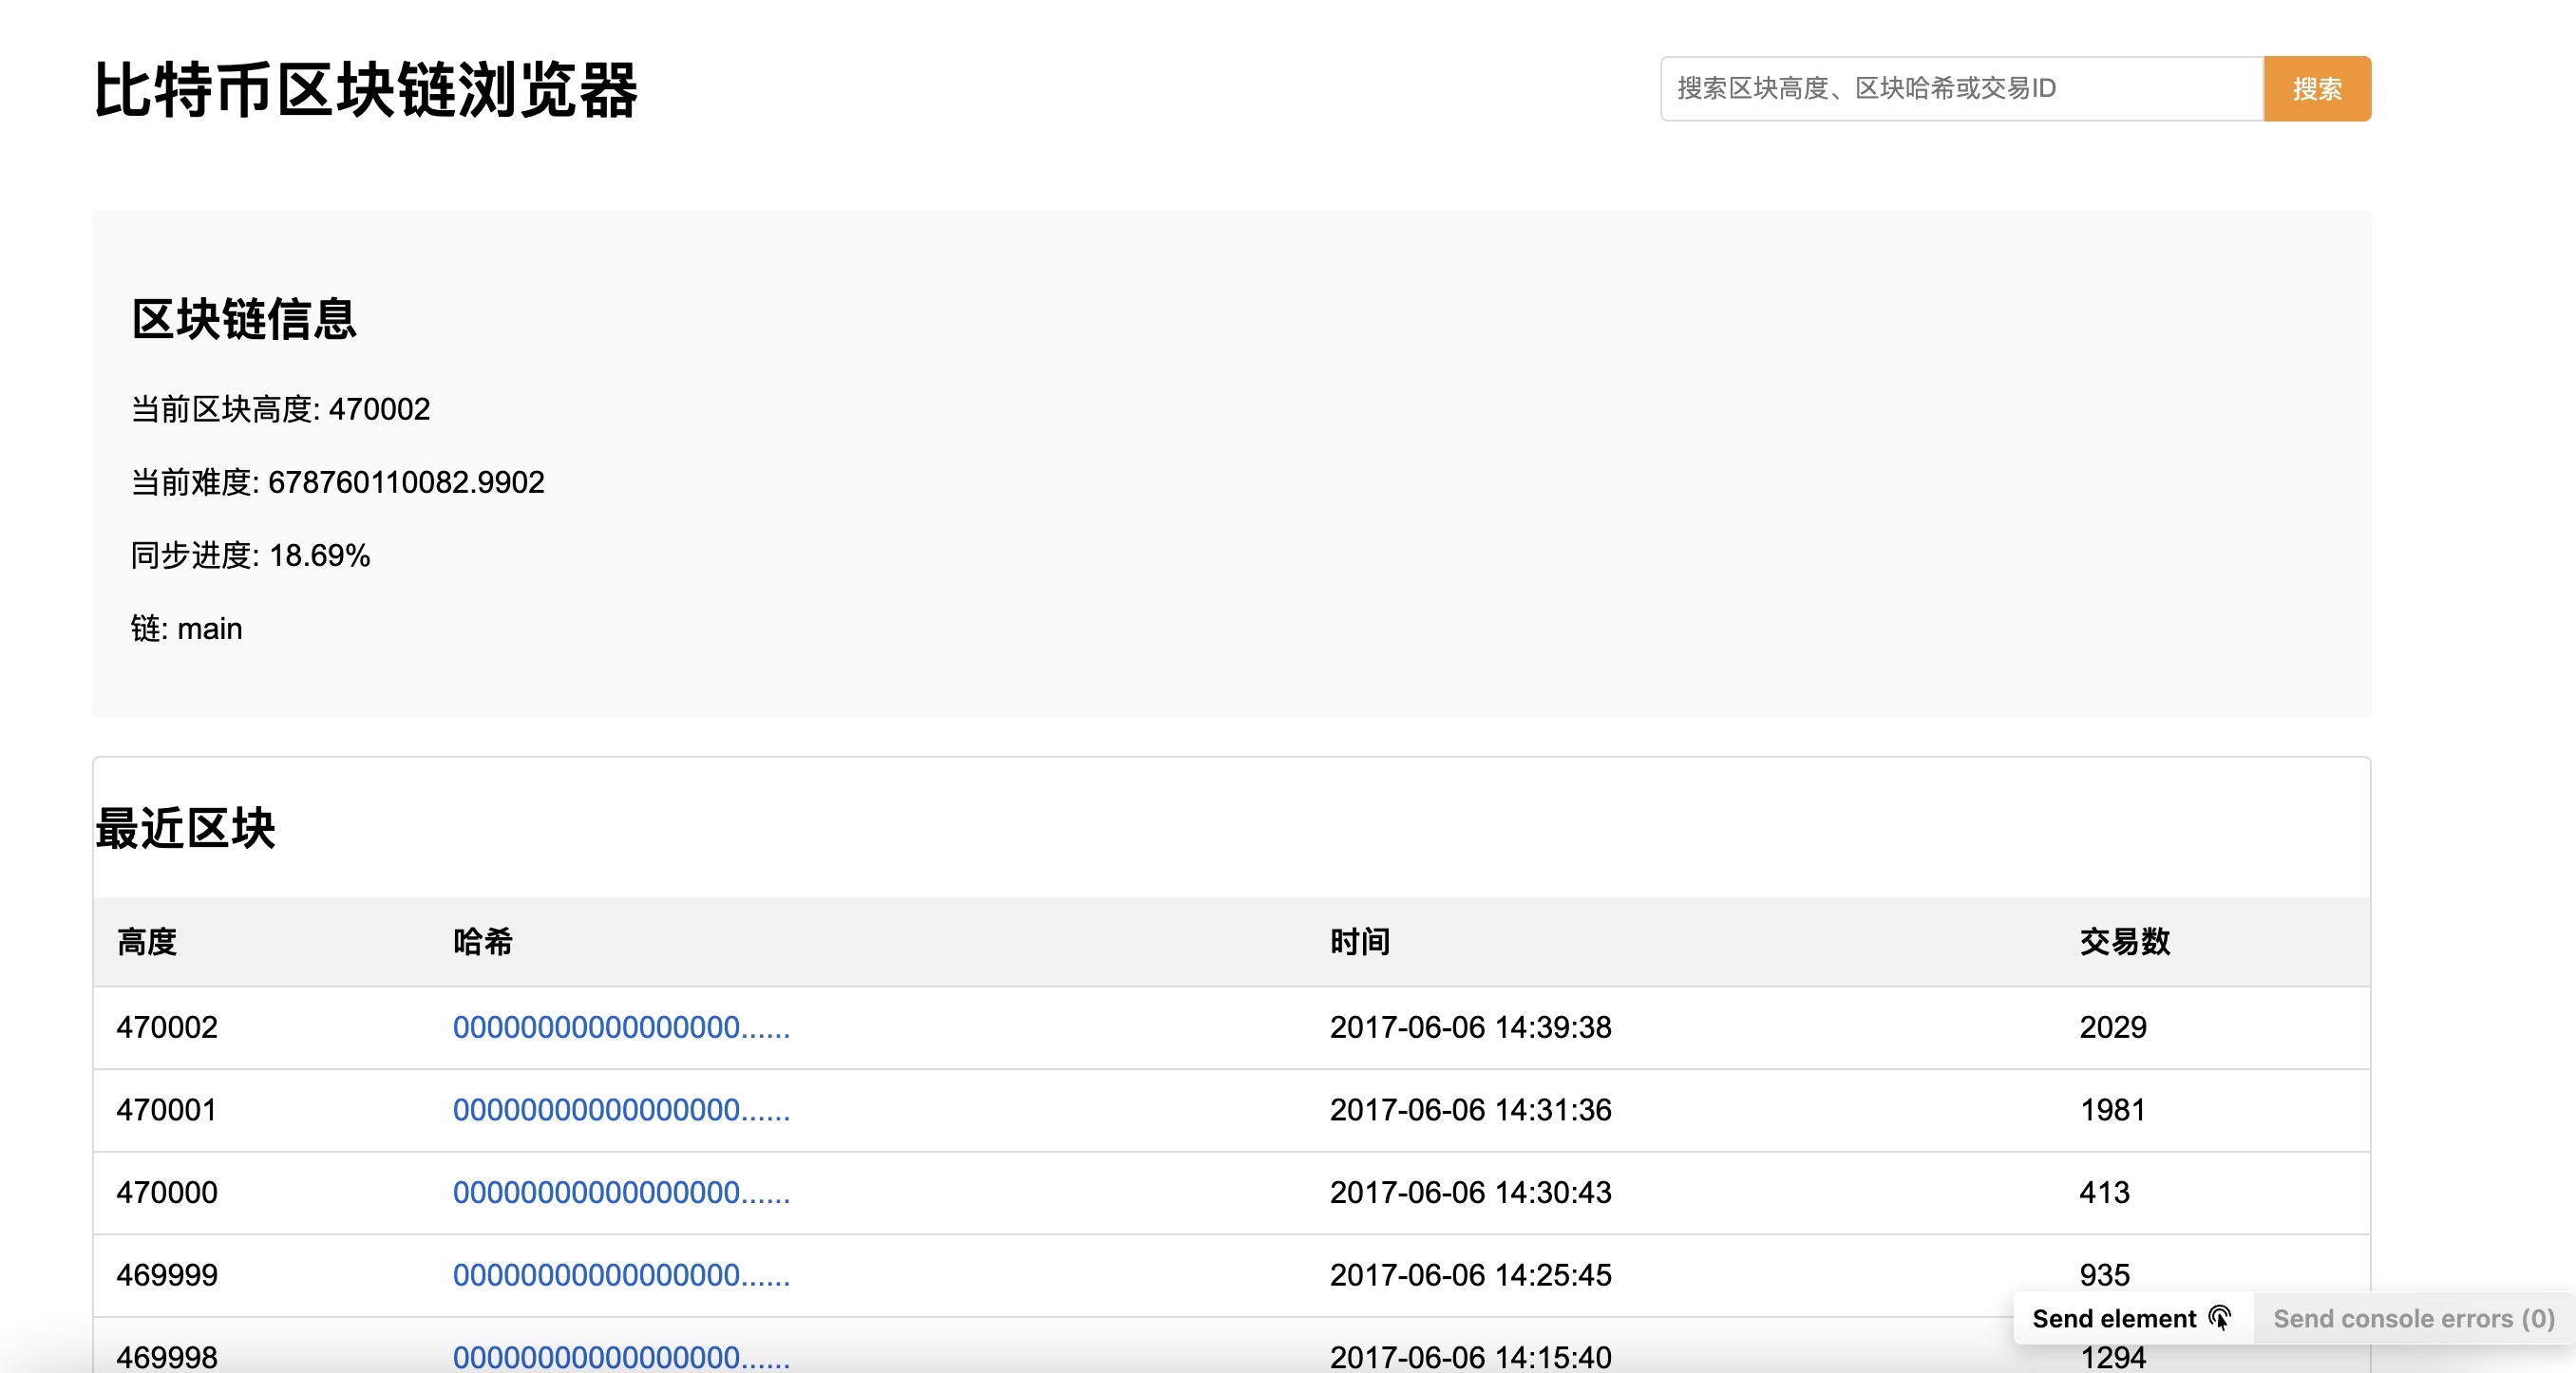 比特币区块链浏览器
搜索区块高度、区块哈希或交易ID 搜索
区块链信息
当前区块高度: 470002
当前难度: 678760110082.9902
同步进度: 18.69%
链: main
最近区块
高度 哈希 时间 交易数
470002 00000000000000000...... 2017-06-06 14:39:38 2029
470001 00000000000000000...... 2017-06-06 14:31:36 1981
470000 00000000000000000...... 2017-06-06 14:30:43 413
469999 00000000000000000...... 2017-06-06 14:25:45 935
Send element Send console errors (0)
469998 00000000000000000...... 2017-06-06 14:15:40 1294